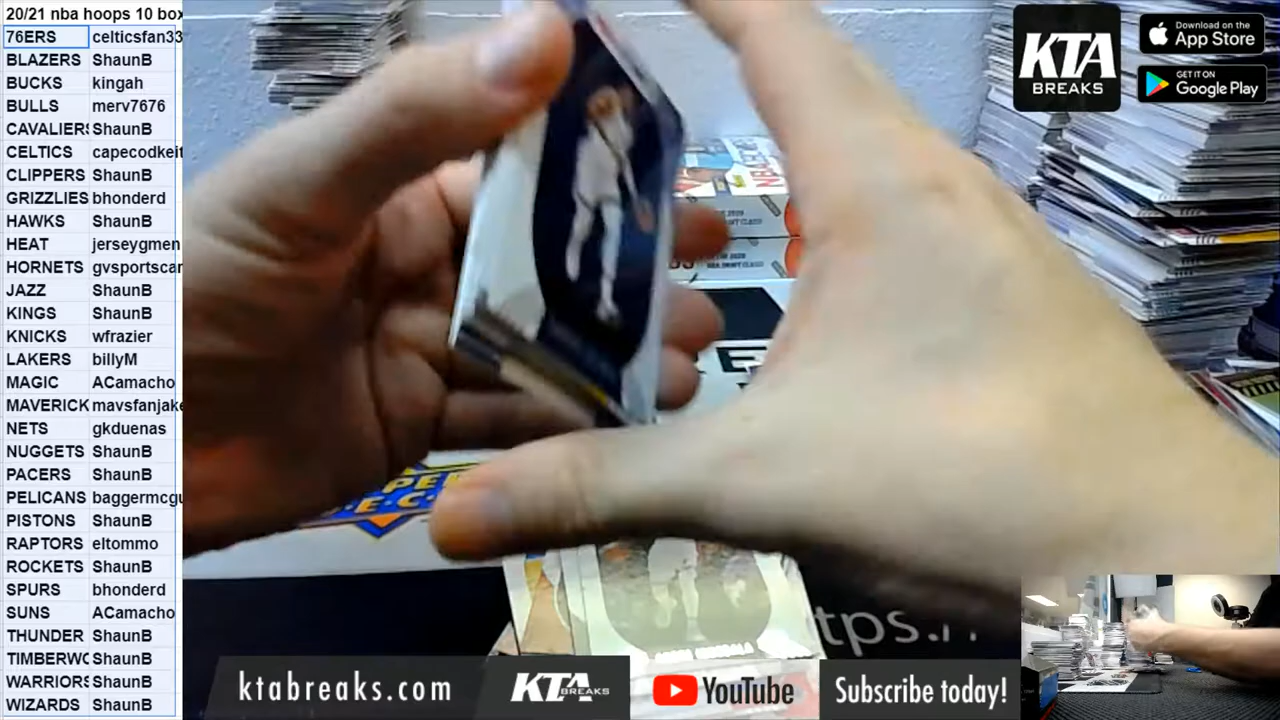 20/21 nba hoops 10 box
76ERS celticsfan33
BLAZERS ShaunB
BUCKS kingah
BULLS merv7676
CAVALIERS ShaunB
CELTICS capecodkeit
CLIPPERS ShaunB
GRIZZLIES bhonderd
HAWKS ShaunB
HEAT jerseygmen
HORNETS gvsportscar
JAZZ ShaunB
KINGS ShaunB
KNICKS wfrazier
LAKERS billyM
MAGIC ACamacho
MAVERICK mavsfanjake
NETS gkduenas
NUGGETS ShaunB
PACERS ShaunB
PELICANS baggermcgu
PISTONS ShaunB
RAPTORS eltommo
ROCKETS ShaunB
SPURS bhonderd
SUNS ACamacho
THUNDER ShaunB
TIMBERWO ShaunB
WARRIORS ShaunB
WIZARDS ShaunB
KTA
BREAKS
Download on the
App Store
GET IT ON
Google Play
ktabreaks.com
KTA
BREAKS
YouTube
Subscribe today!